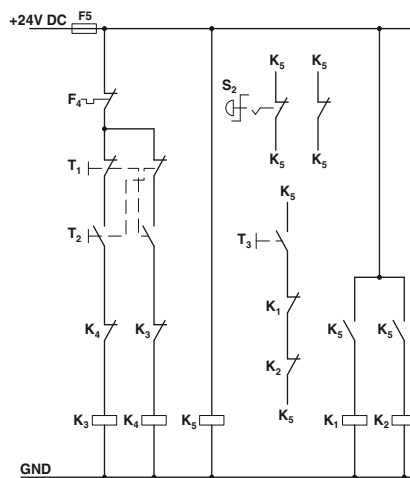 +24V DC F5
K5 K5
S2
F4
K5 K5
T1
K5
T2 T3
K1
K4 K3 K5 K5
K2
K5
K3 K4 K5 K1 K2
GND